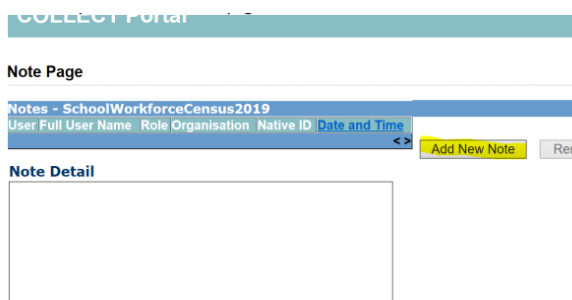 COLLECT Portal
Note Page
Notes - SchoolWorkforceCensus2019
User Full User Name Role Organisation Native ID Date and Time
< >
Add New Note
Note Detail